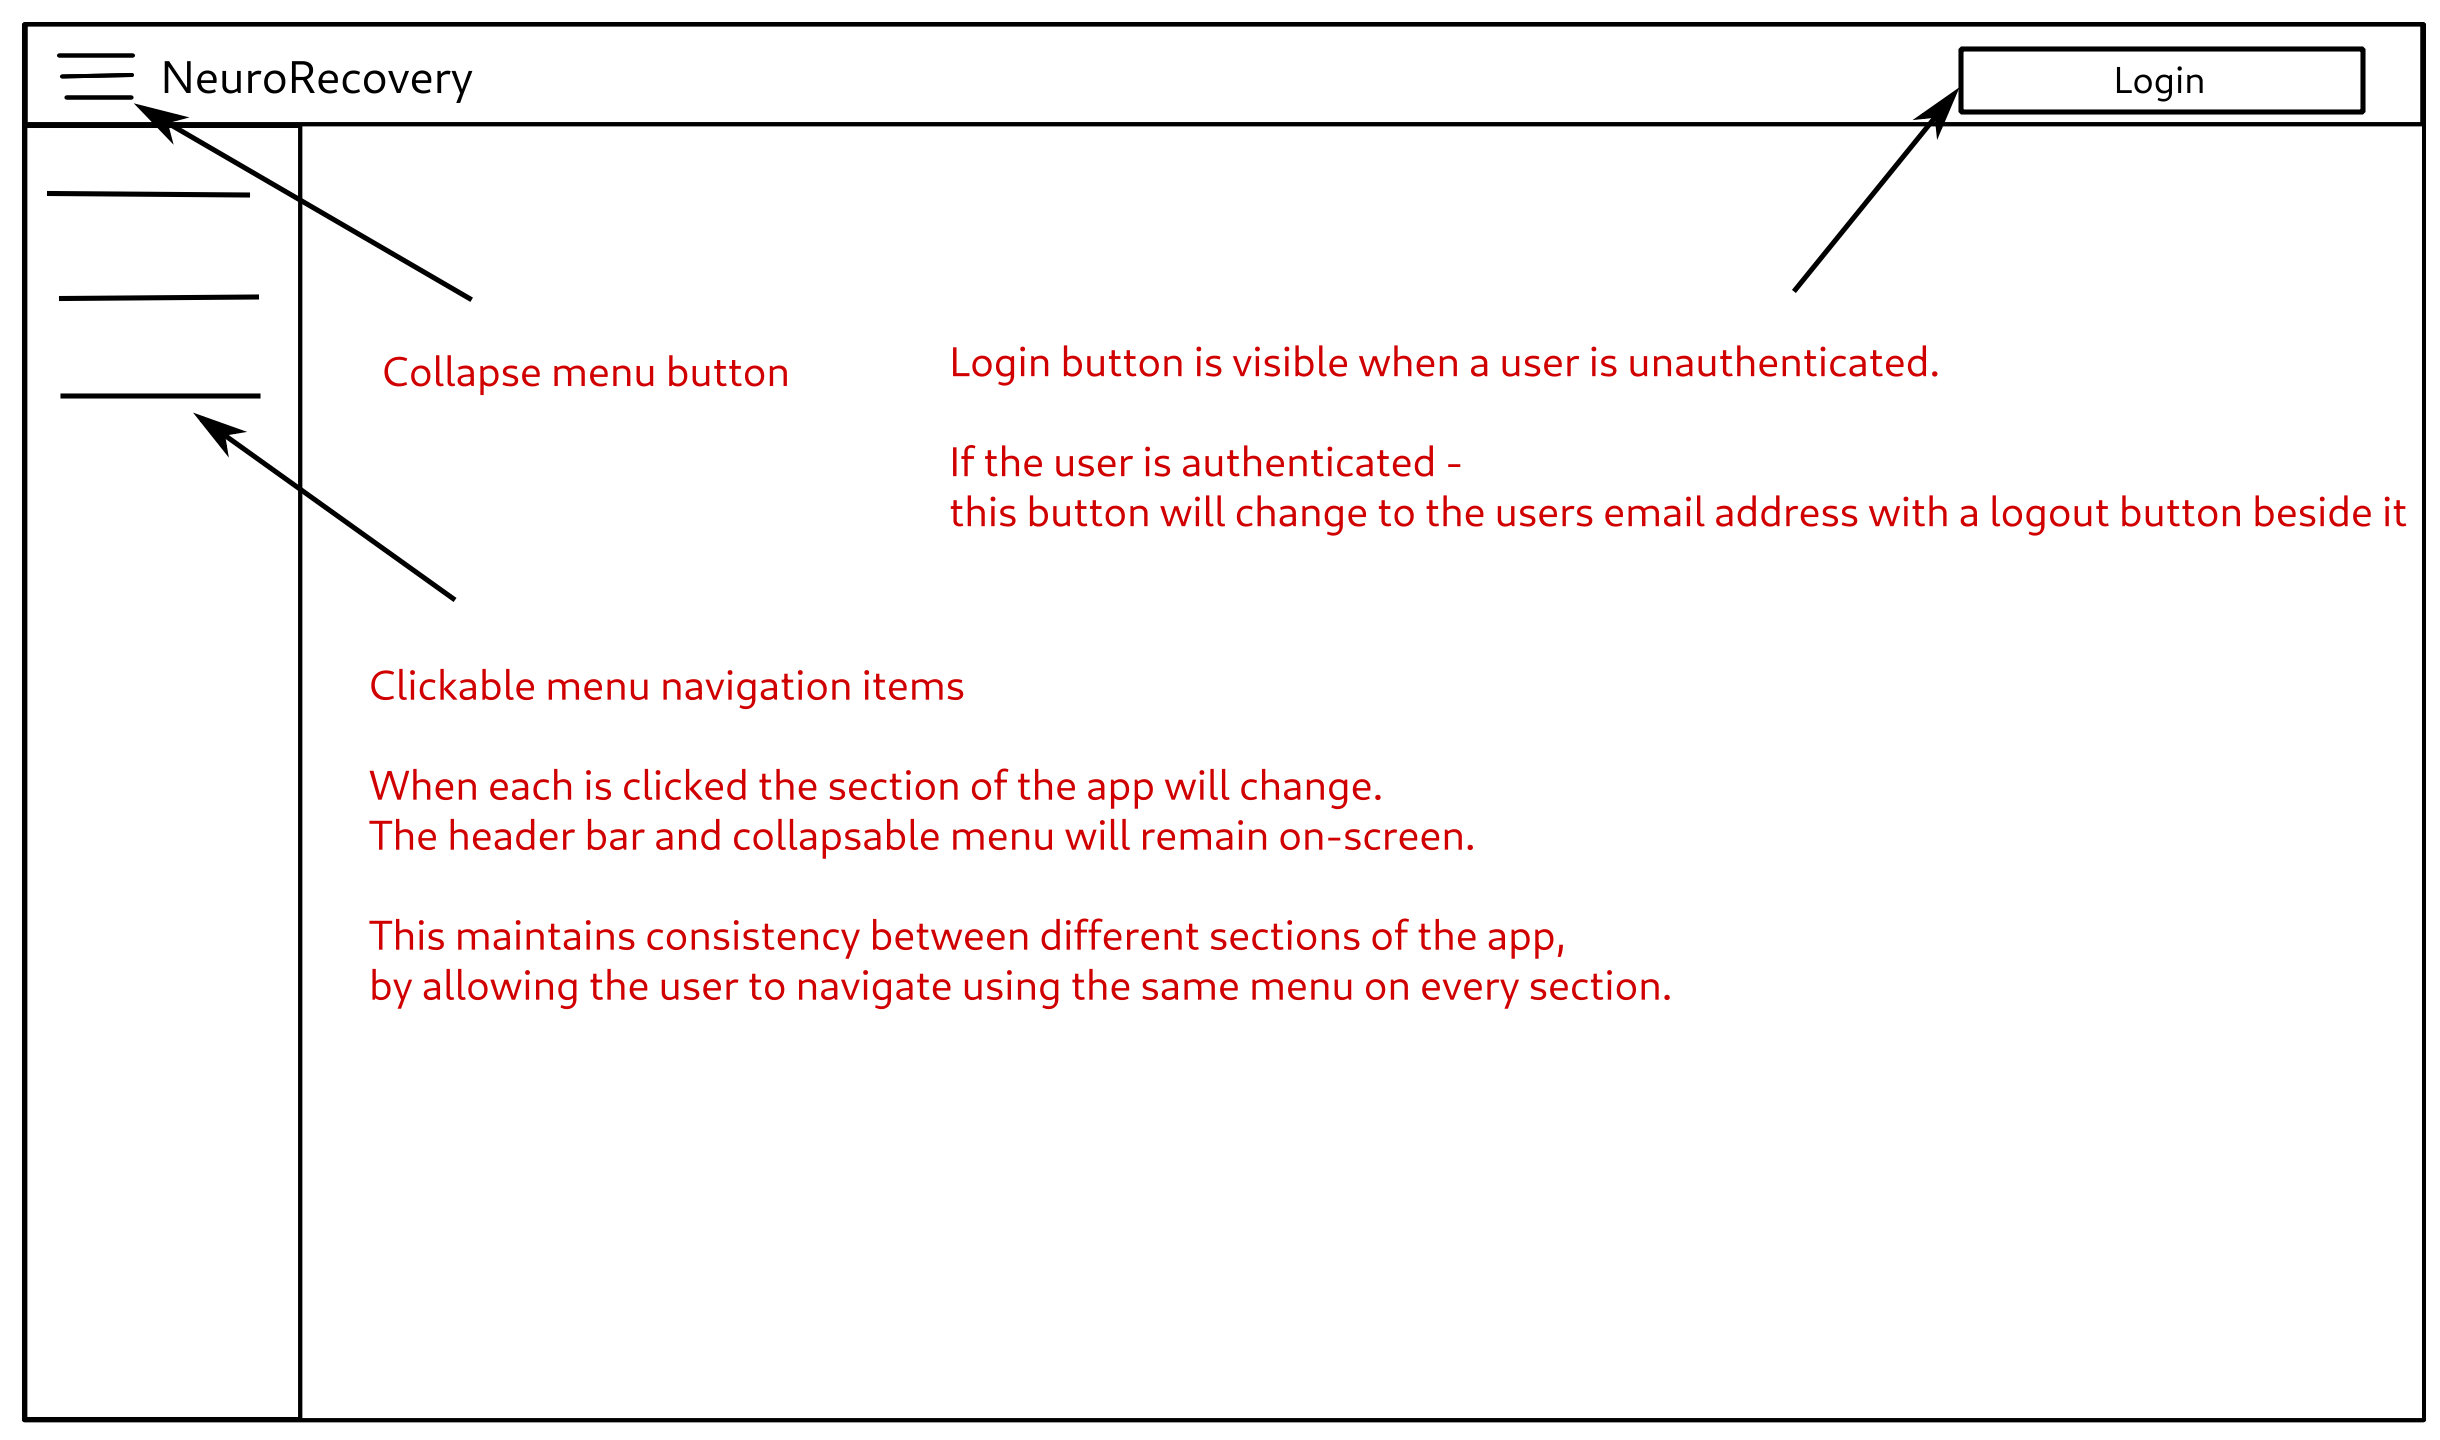 NeuroRecovery
Login
Collapse menu button
Login button is visible when a user is unauthenticated.
If the user is authenticated -
this button will change to the users email address with a logout button beside it
Clickable menu navigation items
When each is clicked the section of the app will change.
The header bar and collapsable menu will remain on-screen.
This maintains consistency between different sections of the app,
by allowing the user to navigate using the same menu on every section.